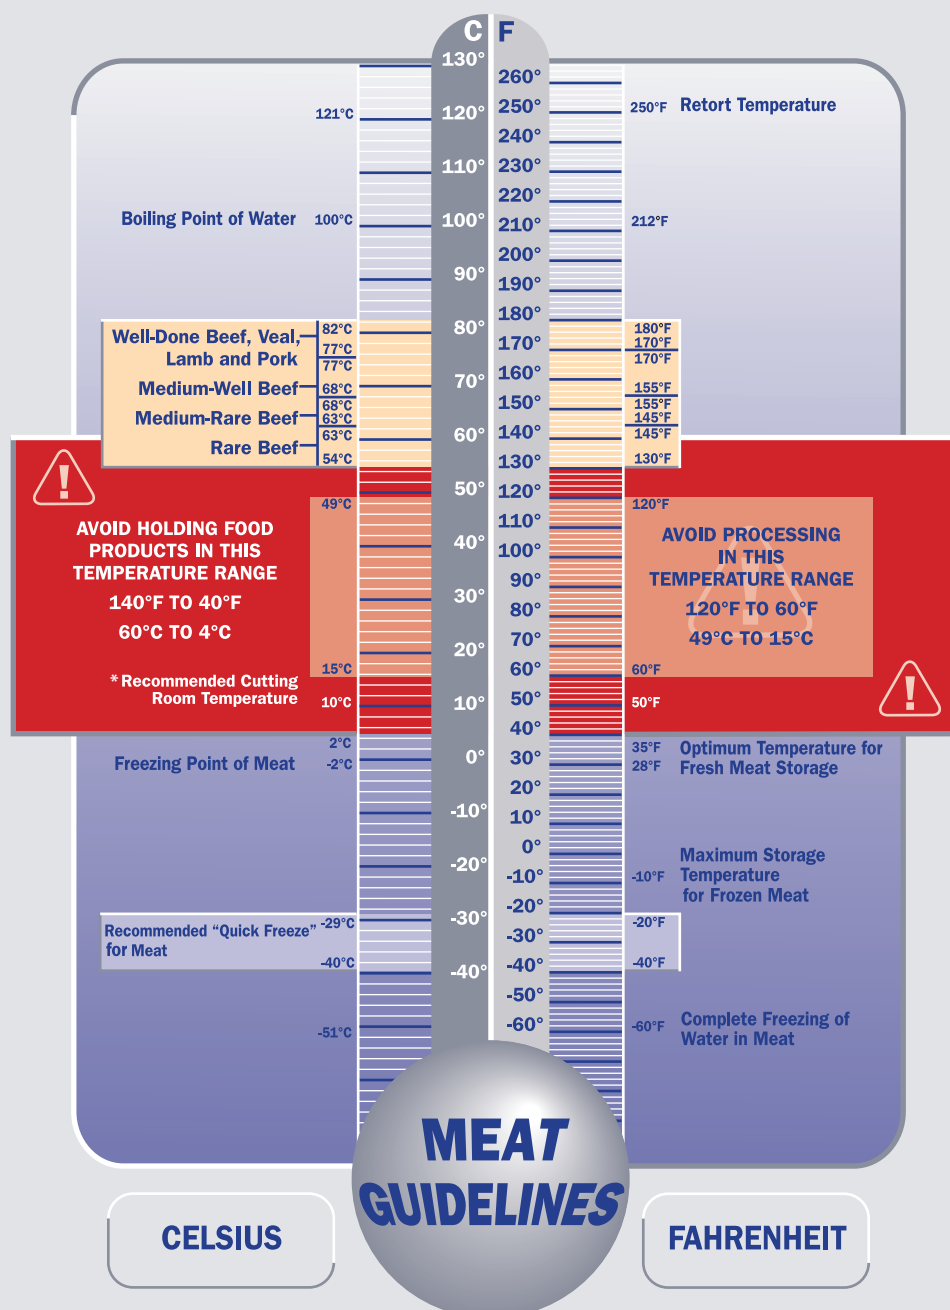 C F
130°
260°
250°
250°F Retort Temperature
121°C
120°
240°
230°
110°
220°
Boiling Point of Water 100°C
100°
210°
212°F
200°
90°
190°
180°
Well-Done Beef, Veal,
Lamb and Pork
82°C
77°C
77°C
80°
180°F
170°F
170°F
170°
Medium-Well Beef
68°C
70°
160°
155°F
Medium-Rare Beef
68°C
63°C
150°
155°F
145°F
Rare Beef
63°C
54°C
60°
140°
130°
145°F
130°F
50°
120°
49°C
120°F
AVOID HOLDING FOOD
PRODUCTS IN THIS
TEMPERATURE RANGE
140°F TO 40°F
60°C TO 4°C
110°
40°
100°
90°
30°
80°
70°
20°
AVOID PROCESSING
IN THIS
TEMPERATURE RANGE
120°F TO 60°F
49°C TO 15°C
15°C
60°
60°F
* Recommended Cutting
Room Temperature
10°C
10°
50°
50°F
40°
2°C
35°F Optimum Temperature for
28°F Fresh Meat Storage
Freezing Point of Meat -2°C
0°
30°
20°
-10°
10°
0°
-20°
-10°
-10°F
Maximum Storage
Temperature
for Frozen Meat
-20°
Recommended "Quick Freeze"
for Meat
-29°C
-40°C
-30°
-30°
-20°F
-40°F
-40°
-40°
-50°
-51°C
-60°
-60°F
Complete Freezing of
Water in Meat
MEAT
GUIDELINES
CELSIUS
FAHRENHEIT